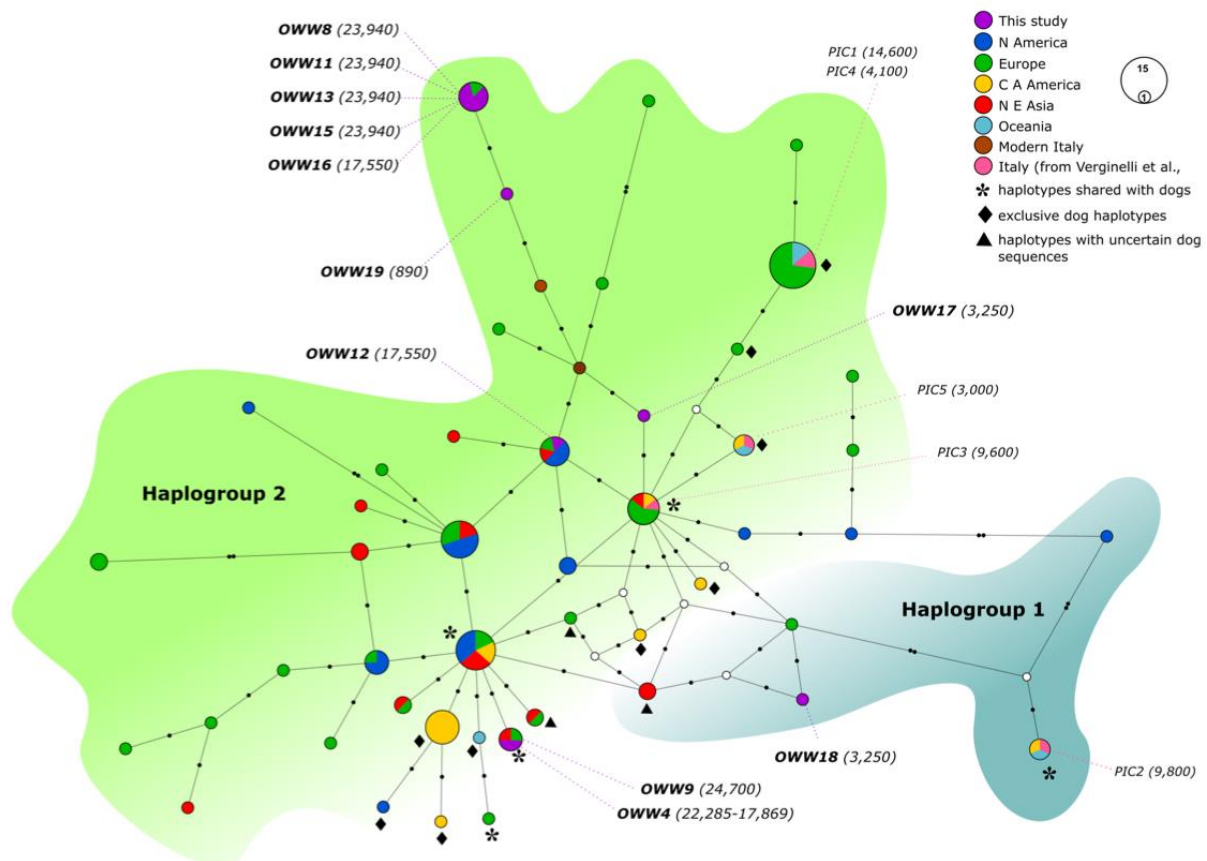 OWW8 (23,940)
OWW11 (23,940)
OWW13 (23,940)
OWW15 (23,940)
OWW16 (17,550)
PIC1 (14,600)
PIC4 (4,100)
This study
N America
Europe
C A America
N E Asia
Oceania
Modern Italy
Italy (from Verginelli et al.,
* haplotypes shared with dogs
♦ exclusive dog haplotypes
▲ haplotypes with uncertain dog
sequences
15
1
OWW19 (890)
OWW17 (3,250)
OWW12 (17,550)
PIC5 (3,000)
PIC3 (9,600)
Haplogroup 2
Haplogroup 1
OWW18 (3,250)
PIC2 (9,800)
OWW9 (24,700)
OWW4 (22,285-17,869)